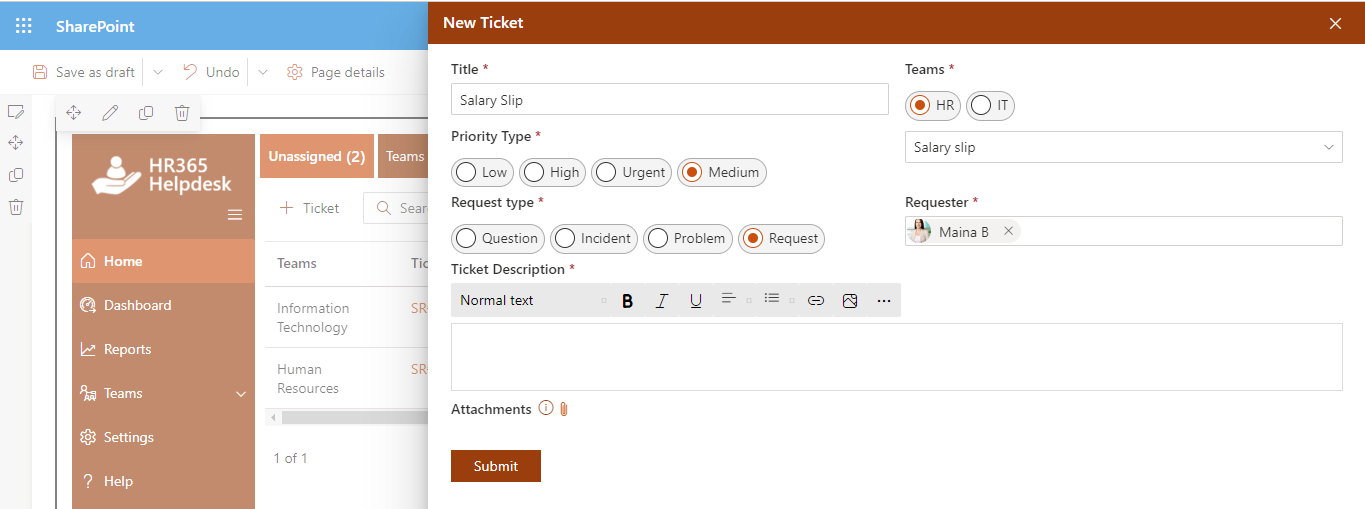 SharePoint
Save as draft
Undo
Page details
HR365
Helpdesk
Home
Dashboard
Reports
Teams
Settings
? Help
Unassigned (2)
Teams
+ Ticket
Sear
Teams
Tic
Information
Technology
SR
Human
Resources
SR
1 of 1
New Ticket
Title *
Salary Slip
Teams *
HR
IT
Salary slip
Priority Type *
Low
High
Urgent
Medium
Request type *
Question
Incident
Problem
Request
Requester *
Maina B
Ticket Description *
Normal text
B
I
U
Attachments
Submit